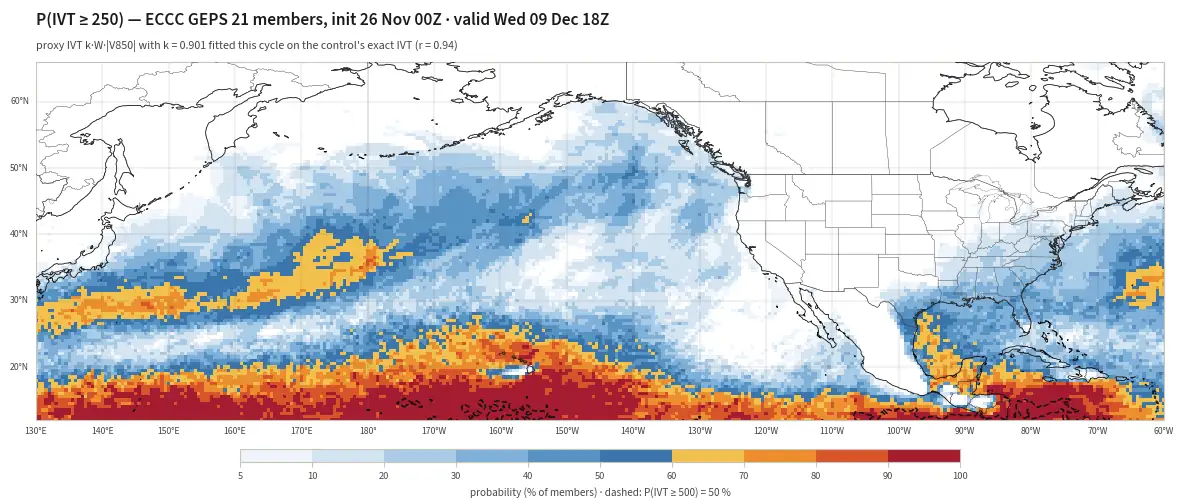 P(IVT ≥ 250) — ECCC GEPS 21 members, init 26 Nov 00Z · valid Wed 09 Dec 18Z
proxy IVT k·W·|V850| with k = 0.901 fitted this cycle on the control's exact IVT (r = 0.94)
60°N
50°N
40°N
30°N
20°N
130°E 140°E 150°E 160°E 170°E 180° 170°W 160°W 150°W 140°W 130°W 120°W 110°W 100°W 90°W 80°W 70°W 60°W
5 10 20 30 40 50 60 70 80 90 100
probability (% of members) · dashed: P(IVT ≥ 500) = 50 %